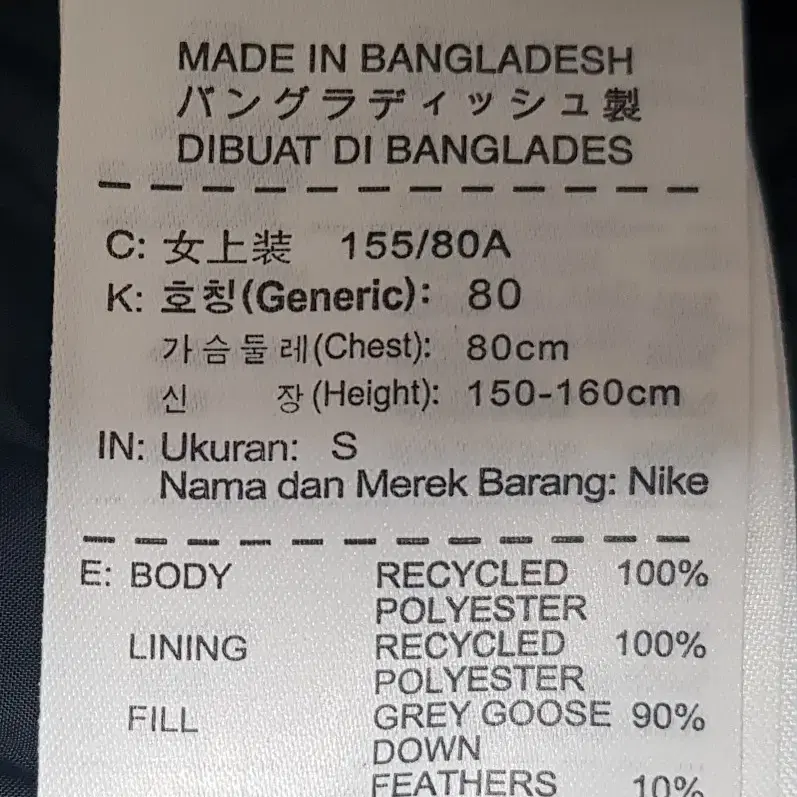 MADE IN BANGLADESH
バングラディッシュ製
DIBUAT DI BANGLADES
C: 女上装 155/80A
K: 호칭(Generic): 80
가슴둘레(Chest): 80cm
신 장(Height): 150-160cm
IN: Ukuran: S
Nama dan Merek Barang: Nike
E: BODY RECYCLED 100%
POLYESTER
LINING RECYCLED 100%
POLYESTER
FILL GREY GOOSE 90%
DOWN
FEATHERS 10%